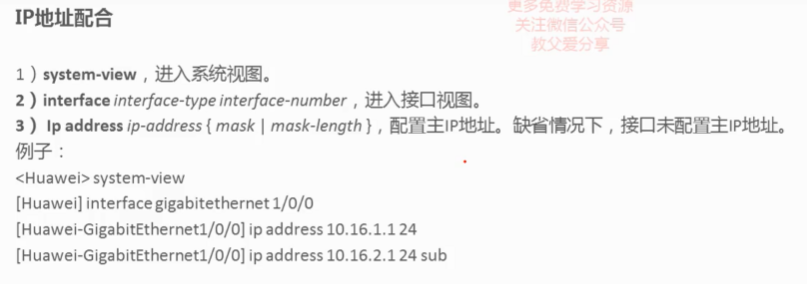 IP地址配合
更多免费学习资源
关注微信公众号
教父爱分享
1）system-view，进入系统视图。
2）interface interface-type interface-number，进入接口视图。
3） Ip address ip-address { mask | mask-length }，配置主IP地址。缺省情况下，接口未配置主IP地址。
例子：
<Huawei> system-view
[Huawei] interface gigabitethernet 1/0/0
[Huawei-GigabitEthernet1/0/0] ip address 10.16.1.1 24
[Huawei-GigabitEthernet1/0/0] ip address 10.16.2.1 24 sub